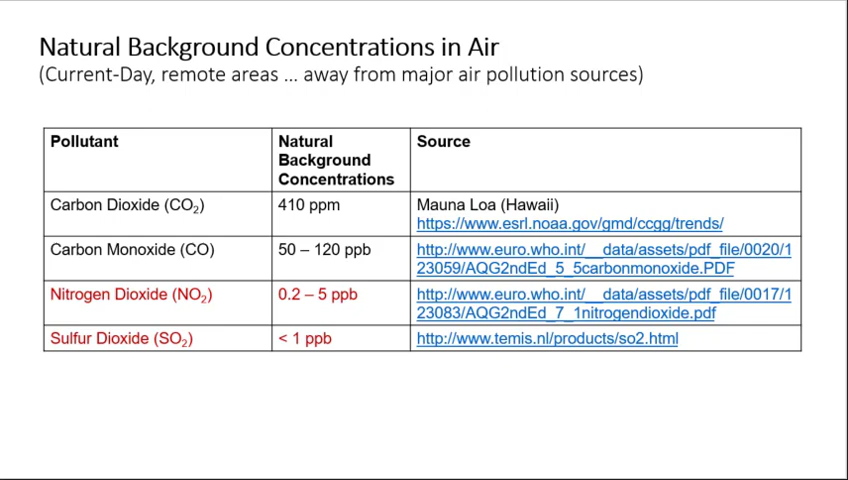 Natural Background Concentrations in Air
(Current-Day, remote areas ... away from major air pollution sources)
Pollutant
Natural
Background
Concentrations
Source
Carbon Dioxide (CO₂)
410 ppm
Mauna Loa (Hawaii)
https://www.esrl.noaa.gov/gmd/ccgg/trends/
Carbon Monoxide (CO)
50 – 120 ppb
http://www.euro.who.int/__data/assets/pdf_file/0020/1
23059/AQG2ndEd_5_5carbonmonoxide.PDF
Nitrogen Dioxide (NO₂)
0.2 – 5 ppb
http://www.euro.who.int/__data/assets/pdf_file/0017/1
23083/AQG2ndEd_7_1nitrogendioxide.pdf
Sulfur Dioxide (SO₂)
< 1 ppb
http://www.temis.nl/products/so2.html